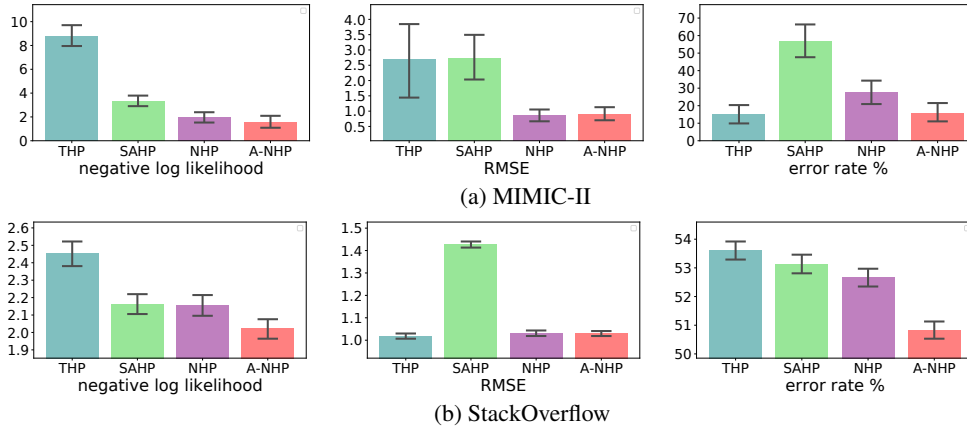 10
8
6
4
2
0
THP SAHP NHP A-NHP
negative log likelihood
4.0
3.5
3.0
2.5
2.0
1.5
1.0
0.5
THP SAHP NHP A-NHP
RMSE
70
60
50
40
30
20
10
0
THP SAHP NHP A-NHP
error rate %
(a) MIMIC-II
2.6
2.5
2.4
2.3
2.2
2.1
2.0
1.9
THP SAHP NHP A-NHP
negative log likelihood
1.5
1.4
1.3
1.2
1.1
1.0
THP SAHP NHP A-NHP
RMSE
54
53
52
51
50
THP SAHP NHP A-NHP
error rate %
(b) StackOverflow